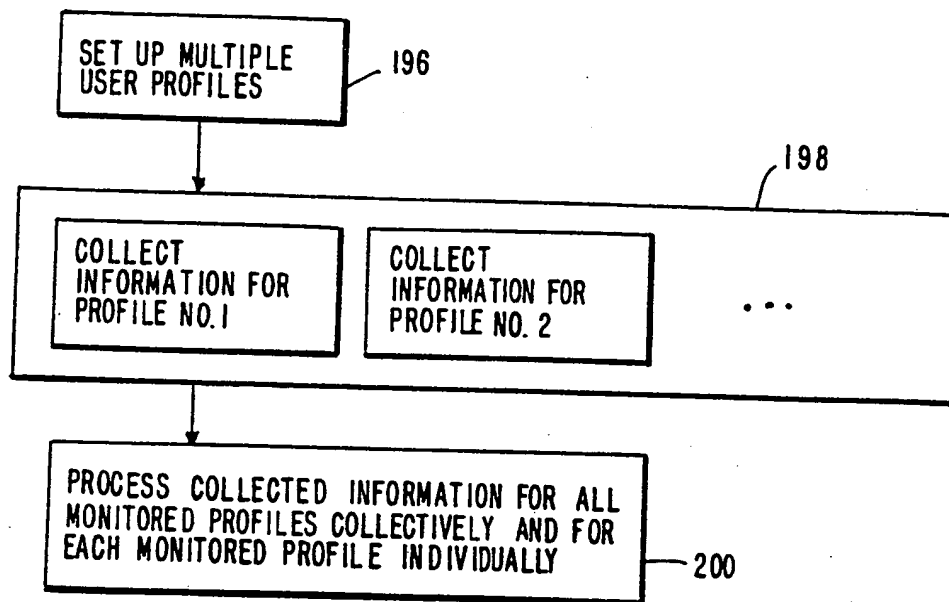 SET UP MULTIPLE
USER PROFILES
196
198
COLLECT
INFORMATION FOR
PROFILE NO. 1
COLLECT
INFORMATION FOR
PROFILE NO. 2
...
PROCESS COLLECTED INFORMATION FOR ALL
MONITORED PROFILES COLLECTIVELY AND FOR
EACH MONITORED PROFILE INDIVIDUALLY
200